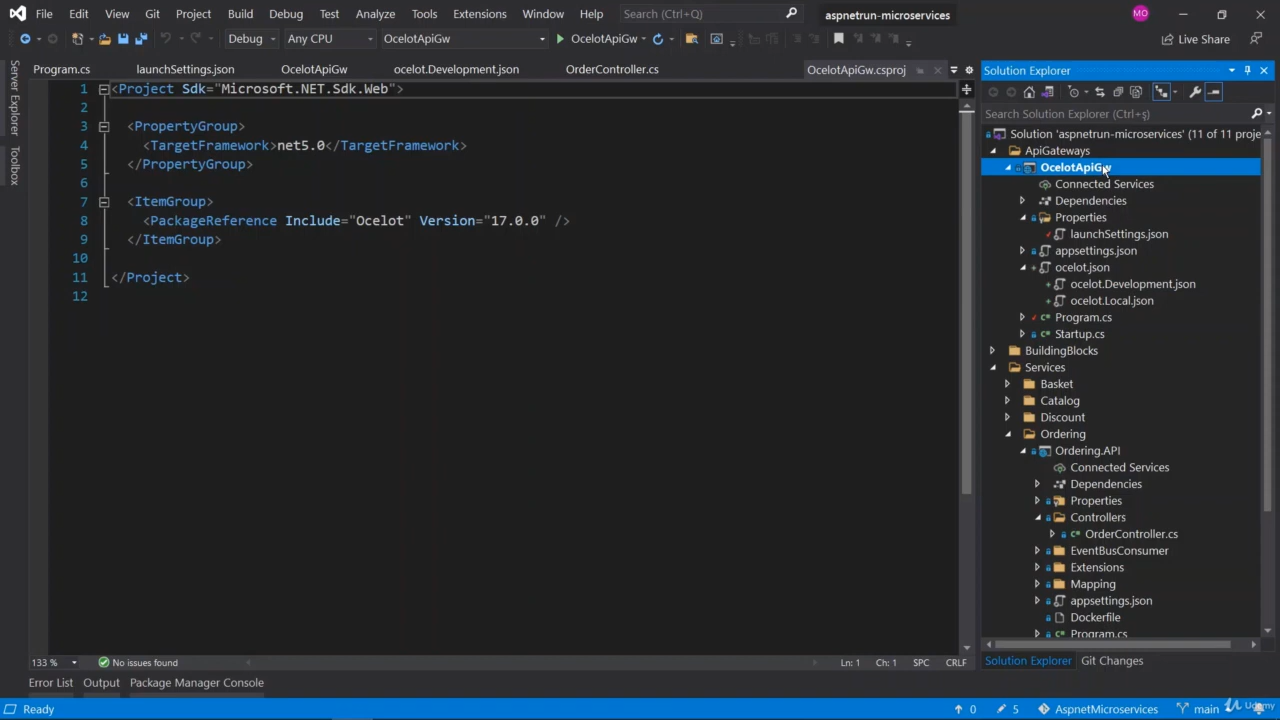 File Edit View Git Project Build Debug Test Analyze Tools Extensions Window Help Search (Ctrl+Q) aspnetrun-microservices MO
Debug Any CPU OcelotApiGw OcelotApiGw Live Share
Server Explorer
Toolbox
Program.cs launchSettings.json OcelotApiGw ocelot.Development.json OrderController.cs OcelotApiGw.csproj
1 <Project Sdk="Microsoft.NET.Sdk.Web">
2
3 <PropertyGroup>
4 <TargetFramework>net5.0</TargetFramework>
5 </PropertyGroup>
6
7 <ItemGroup>
8 <PackageReference Include="Ocelot" Version="17.0.0" />
9 </ItemGroup>
10
11 </Project>
12
133 % No issues found Ln: 1 Ch: 1 SPC CRLF
Solution Explorer
Search Solution Explorer (Ctrl+ş)
Solution 'aspnetrun-microservices' (11 of 11 proje
ApiGateways
OcelotApiGw
Connected Services
Dependencies
Properties
launchSettings.json
appsettings.json
ocelot.json
ocelot.Development.json
ocelot.Local.json
Program.cs
Startup.cs
BuildingBlocks
Services
Basket
Catalog
Discount
Ordering
Ordering.API
Connected Services
Dependencies
Properties
Controllers
OrderController.cs
EventBusConsumer
Extensions
Mapping
appsettings.json
Dockerfile
Program.cs
Solution Explorer Git Changes
Error List Output Package Manager Console
Ready 0 5 AspnetMicroservices main Udemy